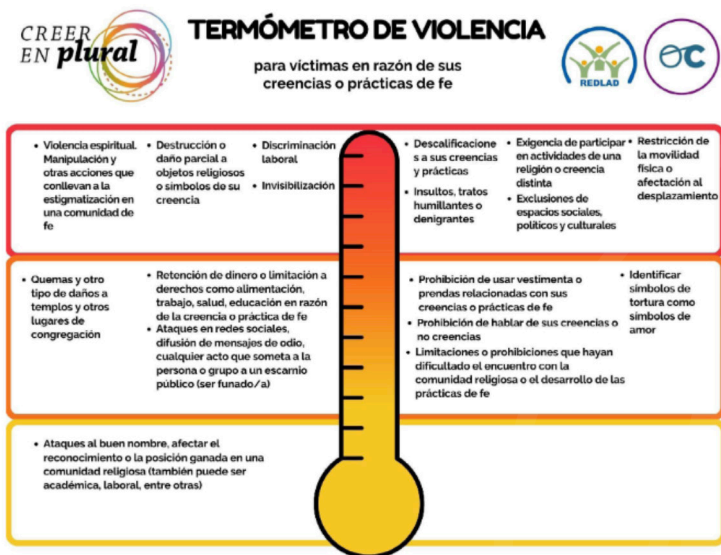 CREER
EN plural
TERMÓMETRO DE VIOLENCIA
para víctimas en razón de sus
creencias o prácticas de fe
REDLAD
OC
• Violencia espiritual.
Manipulación y
otras acciones que
conllevan a la
estigmatización en
una comunidad de
fe
• Destrucción o
daño parcial a
objetos religiosos
o símbolos de su
creencia
• Discriminación
laboral
• Invisibilización
• Descalificacione
s a sus creencias
y prácticas
• Insultos, tratos
humillantes o
denigrantes
• Exigencia de participar
en actividades de una
religión o creencia
distinta
• Exclusiones de
espacios sociales,
políticos y culturales
• Restricción de
la movilidad
física o
afectación al
desplazamiento
• Quemas y otro
tipo de daños a
templos y otros
lugares de
congregación
• Retención de dinero o limitación a
derechos como alimentación,
trabajo, salud, educación en razón
de la creencia o práctica de fe
• Ataques en redes sociales,
difusión de mensajes de odio,
cualquier acto que someta a la
persona o grupo a un escarnio
público (ser funado/a)
• Prohibición de usar vestimenta o
prendas relacionadas con sus
creencias o prácticas de fe
• Prohibición de hablar de sus creencias o
no creencias
• Limitaciones o prohibiciones que hayan
dificultado el encuentro con la
comunidad religiosa o el desarrollo de las
prácticas de fe
• Identificar
símbolos de
tortura como
símbolos de
amor
• Ataques al buen nombre, afectar el
reconocimiento o la posición ganada en una
comunidad religiosa (también puede ser
académica, laboral, entre otras)